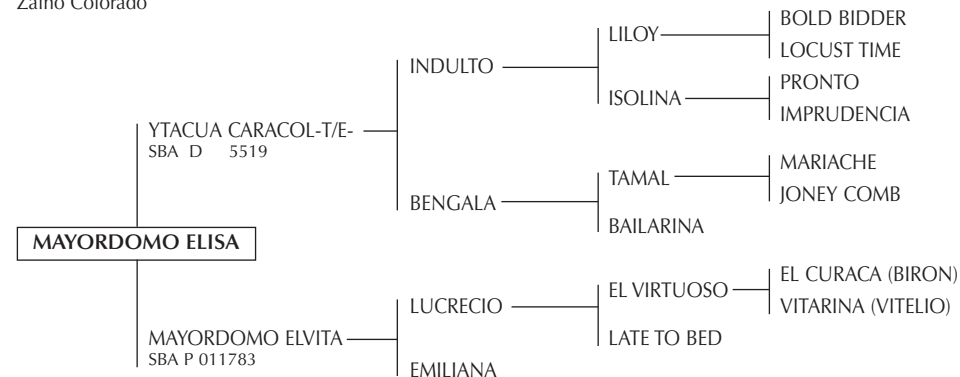 Zaino Colorado
BOLD BIDDER
LILOY
LOCUST TIME
INDULTO
PRONTO
ISOLINA
IMPRUDENCIA
YTACUA CARACOL-T/E-
SBA D 5519
MARIACHE
TAMAL
JONEY COMB
BENGALA
BAILARINA
MAYORDOMO ELISA
EL CURACA (BIRON)
EL VIRTUOSO
VITARINA (VITELIO)
LUCRECIO
LATE TO BED
MAYORDOMO ELVITA
SBA P 011783
EMILIANA